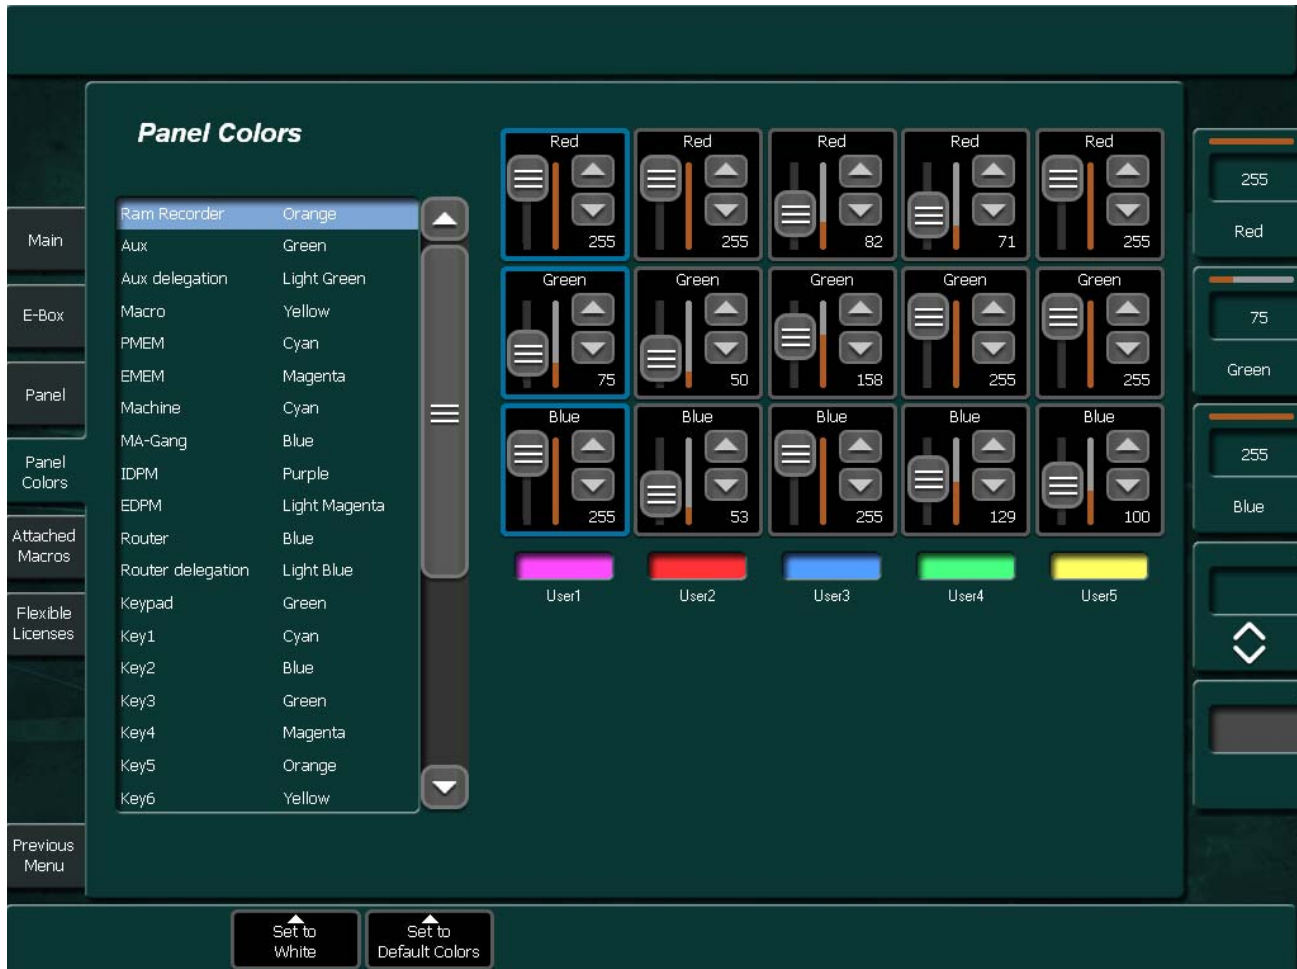 Panel Colors
Main
E-Box
Panel
Panel
Colors
Attached
Macros
Flexible
Licenses
Previous
Menu
Ram Recorder Orange
Aux Green
Aux delegation Light Green
Macro Yellow
PMEM Cyan
EMEM Magenta
Machine Cyan
MA-Gang Blue
IDPM Purple
EDPM Light Magenta
Router Blue
Router delegation Light Blue
Keypad Green
Key1 Cyan
Key2 Blue
Key3 Green
Key4 Magenta
Key5 Orange
Key6 Yellow
Red Red Red Red Red
255 255 82 71 255
Green Green Green Green Green
75 50 158 255 255
Blue Blue Blue Blue Blue
255 53 255 129 100
User1 User2 User3 User4 User5
255
Red
75
Green
255
Blue
Set to
White
Set to
Default Colors